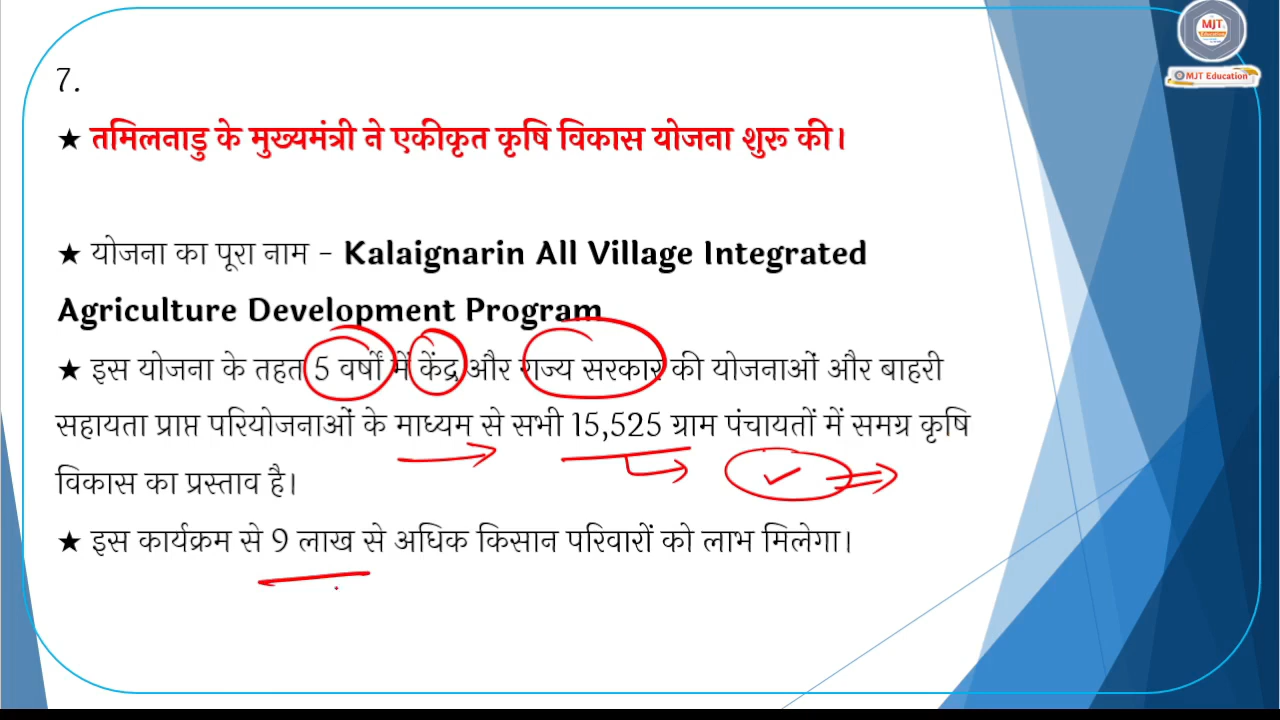 MJT
Education
MJT Education
7.
★ तमिलनाडु के मुख्यमंत्री ने एकीकृत कृषि विकास योजना शुरू की।
★ योजना का पूरा नाम - Kalaignarin All Village Integrated
Agriculture Development Program
★ इस योजना के तहत 5 वर्षों में केंद्र और राज्य सरकार की योजनाओं और बाहरी
सहायता प्राप्त परियोजनाओं के माध्यम से सभी 15,525 ग्राम पंचायतों में समग्र कृषि
विकास का प्रस्ताव है।
★ इस कार्यक्रम से 9 लाख से अधिक किसान परिवारों को लाभ मिलेगा।